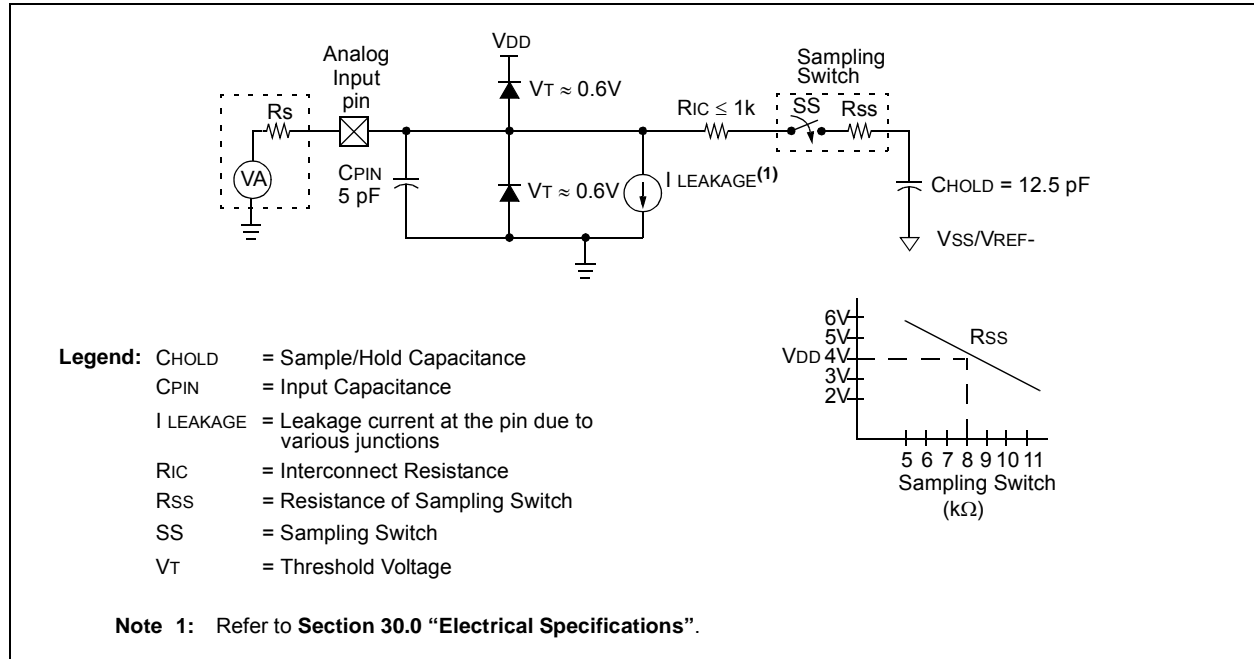 VDD
Analog
Input
pin
Sampling
Switch
VT ≈ 0.6V
Rs
RIC ≤ 1k
SS
Rss
VA
CPIN
5 pF
VT ≈ 0.6V
I LEAKAGE(1)
CHOLD = 12.5 pF
VSS/VREF-
Legend: CHOLD = Sample/Hold Capacitance
CPIN = Input Capacitance
I LEAKAGE = Leakage current at the pin due to
various junctions
RIC = Interconnect Resistance
RSS = Resistance of Sampling Switch
SS = Sampling Switch
VT = Threshold Voltage
6V
5V
VDD 4V
3V
2V
RSS
5 6 7 8 9 10 11
Sampling Switch
(kΩ)
Note 1: Refer to Section 30.0 “Electrical Specifications”.